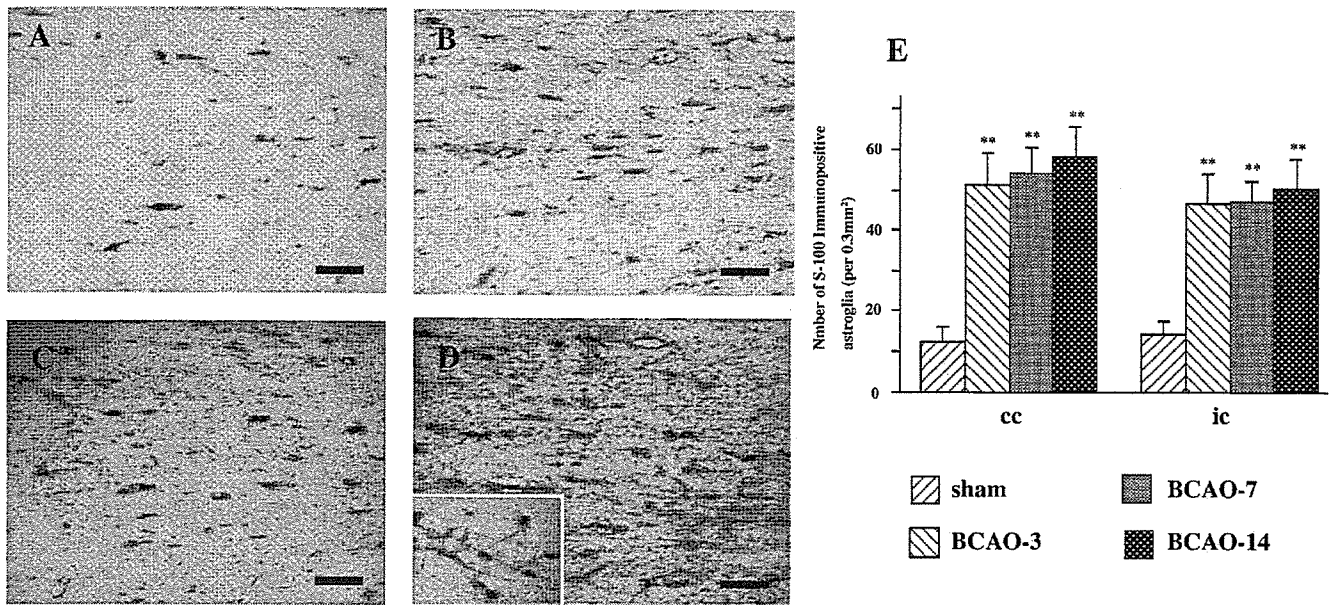 A
B
C
D
E
Nnmber of S-100 Immunopositive
astroglia (per 0.3mm²)
60
40
20
0
**
**
**
**
**
**
cc
ic
sham
BCAO-7
BCAO-3
BCAO-14